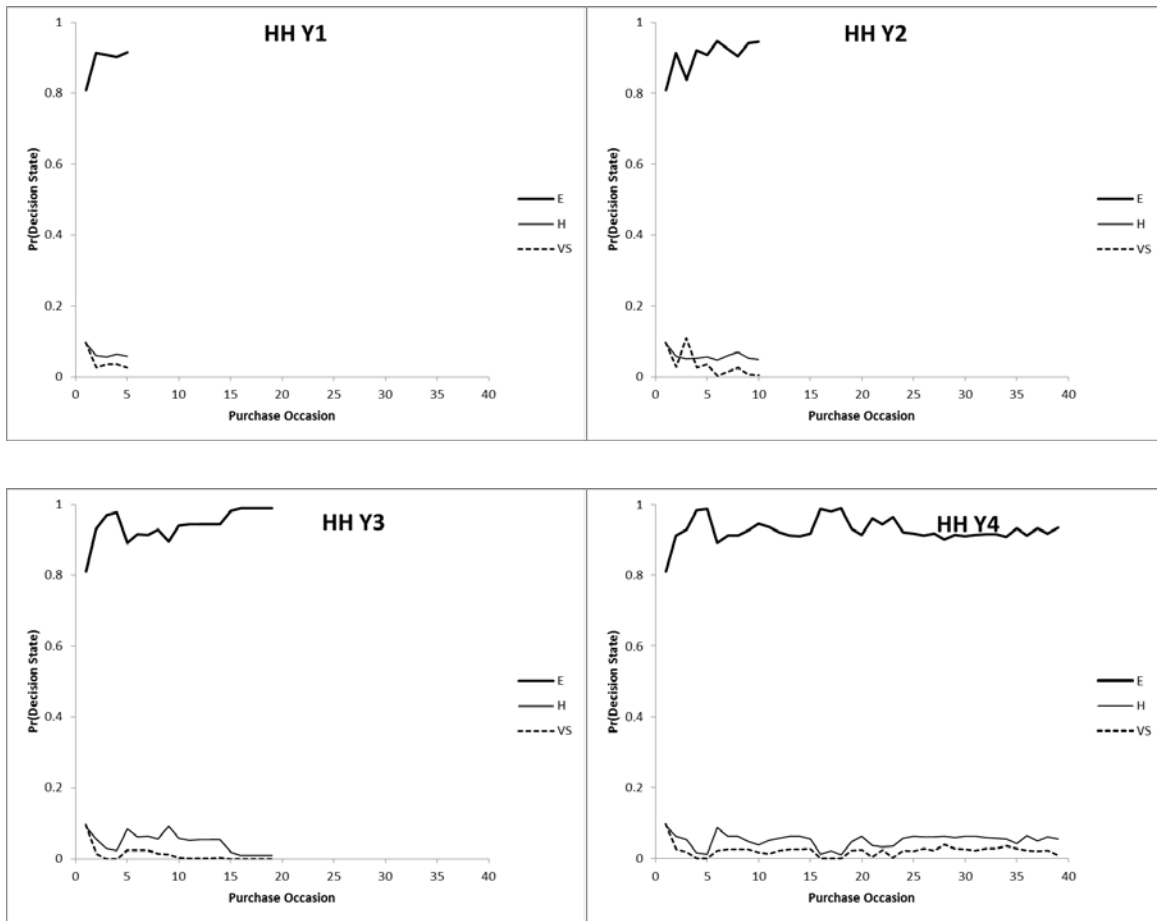 HH Y1
1
0.8
0.6
0.4
0.2
0
Pr(Decision State)
0 5 10 15 20 25 30 35 40
Purchase Occasion
E
H
VS
HH Y2
1
0.8
0.6
0.4
0.2
0
Pr(Decision State)
0 5 10 15 20 25 30 35 40
Purchase Occasion
E
H
VS
HH Y3
1
0.8
0.6
0.4
0.2
0
Pr(Decision State)
0 5 10 15 20 25 30 35 40
Purchase Occasion
E
H
VS
HH Y4
1
0.8
0.6
0.4
0.2
0
Pr(Decision State)
0 5 10 15 20 25 30 35 40
Purchase Occasion
E
H
VS